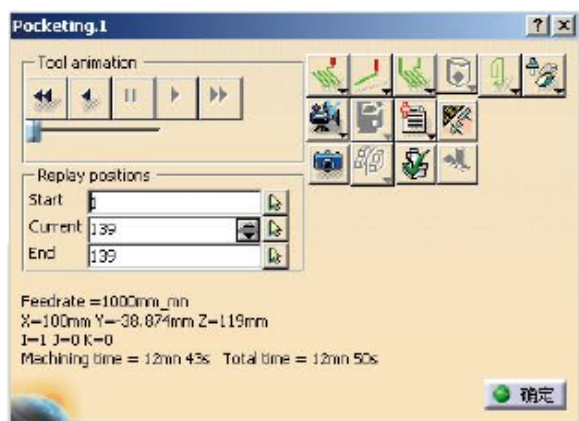 Pocketing.1
Tool animation
Replay positions
Start 1
Current 139
End 139
Feedrate =1000mm_mn
X=100mm Y=-38.874mm Z=119mm
I=1 J=0 K=0
Machining time = 12mn 43s Total time = 12mn 50s
确定